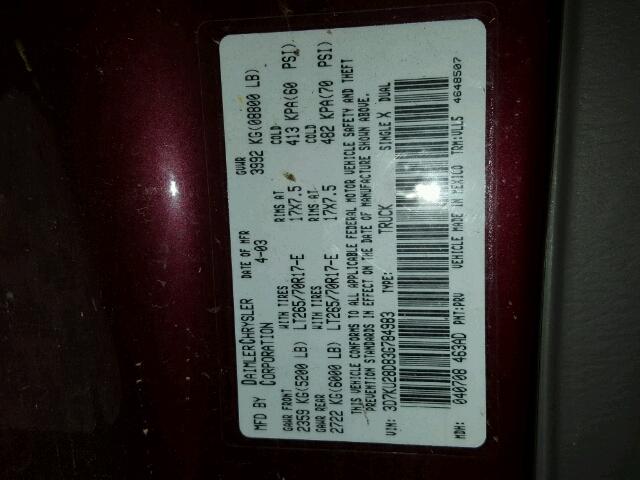 MFD BY DAIMLERCHRYSLER CORPORATION DATE OF MFR 4-03 GVWR 3992 KG(08800 LB)
GAWR FRONT WITH TIRES RIMS AT COLD
2359 KG(5200 LB) LT265/70R17-E 17X7.5 413 KPA(60 PSI)
GAWR REAR WITH TIRES RIMS AT COLD
2722 KG(6000 LB) LT265/70R17-E 17X7.5 482 KPA(70 PSI)
THIS VEHICLE CONFORMS TO ALL APPLICABLE FEDERAL MOTOR VEHICLE SAFETY AND THEFT
PREVENTION STANDARDS IN EFFECT ON THE DATE OF MANUFACTURE SHOWN ABOVE.
VIN: 3D7KU28D83G784983 TYPE: TRUCK SINGLE X DUAL
MDH: 040708 463AD PNT: PRV VEHICLE MADE IN MEXICO TRM: VLL5 4648507